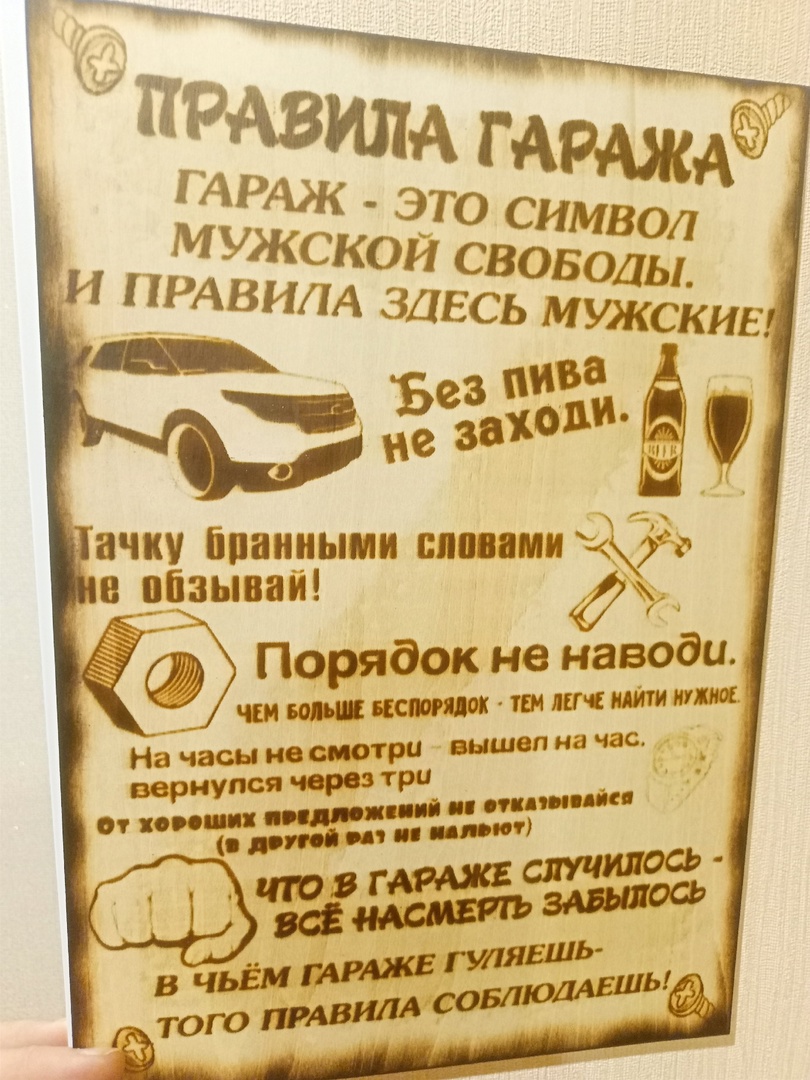 ПРАВИЛА ГАРАЖА
ГАРАЖ - ЭТО СИМВОЛ
МУЖСКОЙ СВОБОДЫ.
И ПРАВИЛА ЗДЕСЬ МУЖСКИЕ!
Без пива
не заходи.
BEER
Тачку бранными словами
не обзывай!
Порядок не наводи.
ЧЕМ БОЛЬШЕ БЕСПОРЯДОК - ТЕМ ЛЕГЧЕ НАЙТИ НУЖНОЕ.
На часы не смотри - вышел на час.
вернулся через три
От хороших предложений не отказывайся
(в другой раз не нальют)
ЧТО В ГАРАЖЕ СЛУЧИЛОСЬ -
ВСЁ НАСМЕРТЬ ЗАБЫЛОСЬ
В ЧЬЁМ ГАРАЖЕ ГУЛЯЕШЬ-
ТОГО ПРАВИЛА СОБЛЮДАЕШЬ!